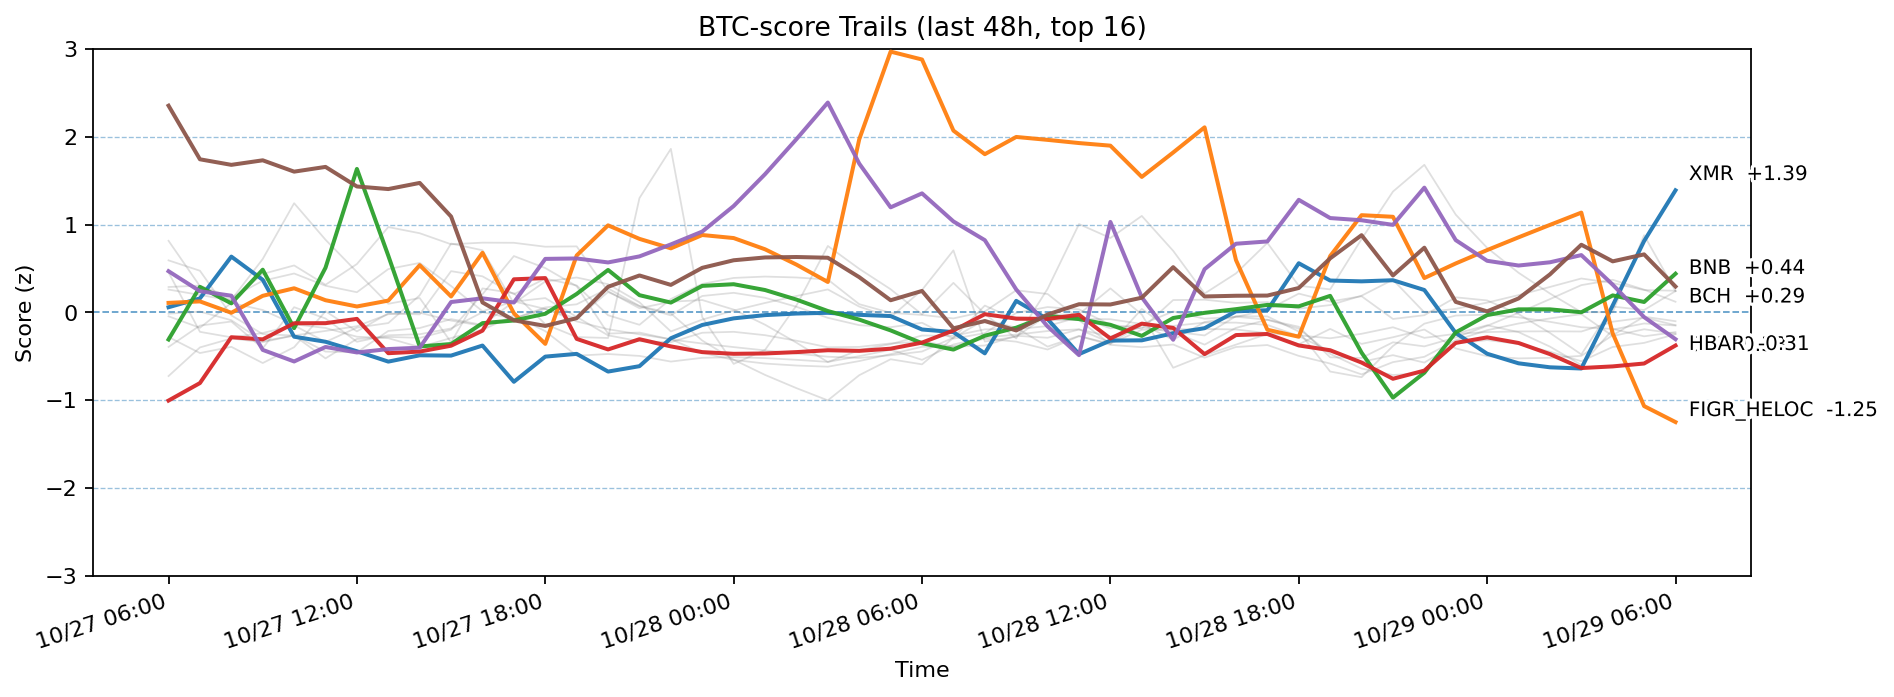 BTC-score Trails (last 48h, top 16)
Score (z)
3
2
1
0
−1
−2
−3
XMR +1.39
BNB +0.44
BCH +0.29
HBAR -0.31
FIGR_HELOC -1.25
10/27 06:00
10/27 12:00
10/27 18:00
10/28 00:00
10/28 06:00
10/28 12:00
10/28 18:00
10/29 00:00
10/29 06:00
Time